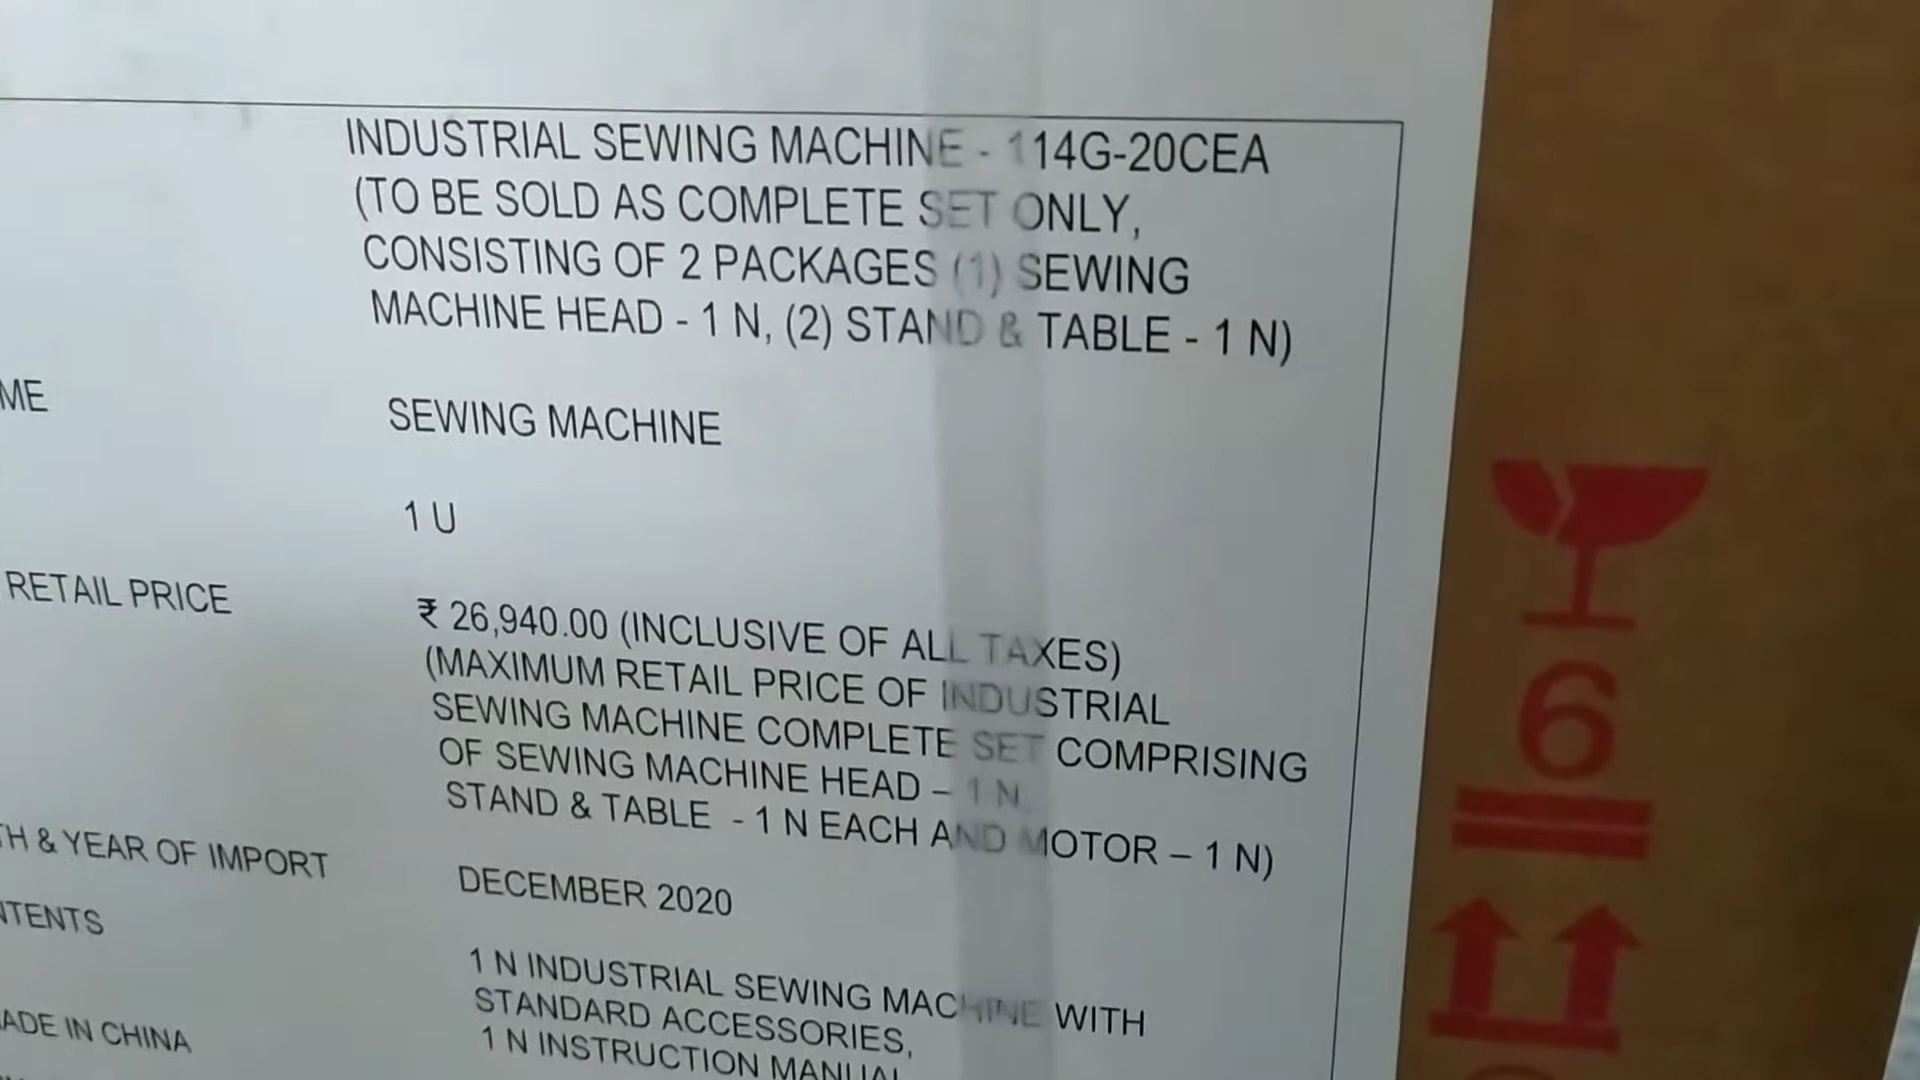 INDUSTRIAL SEWING MACHINE - 114G-20CEA
(TO BE SOLD AS COMPLETE SET ONLY,
CONSISTING OF 2 PACKAGES (1) SEWING
MACHINE HEAD - 1 N, (2) STAND & TABLE - 1 N)
ME SEWING MACHINE
1 U
RETAIL PRICE ₹ 26,940.00 (INCLUSIVE OF ALL TAXES)
(MAXIMUM RETAIL PRICE OF INDUSTRIAL
SEWING MACHINE COMPLETE SET COMPRISING
OF SEWING MACHINE HEAD – 1 N,
STAND & TABLE - 1 N EACH AND MOTOR – 1 N)
TH & YEAR OF IMPORT DECEMBER 2020
NTENTS 1 N INDUSTRIAL SEWING MACHINE WITH
STANDARD ACCESSORIES,
ADE IN CHINA 1 N INSTRUCTION MANUAL
6